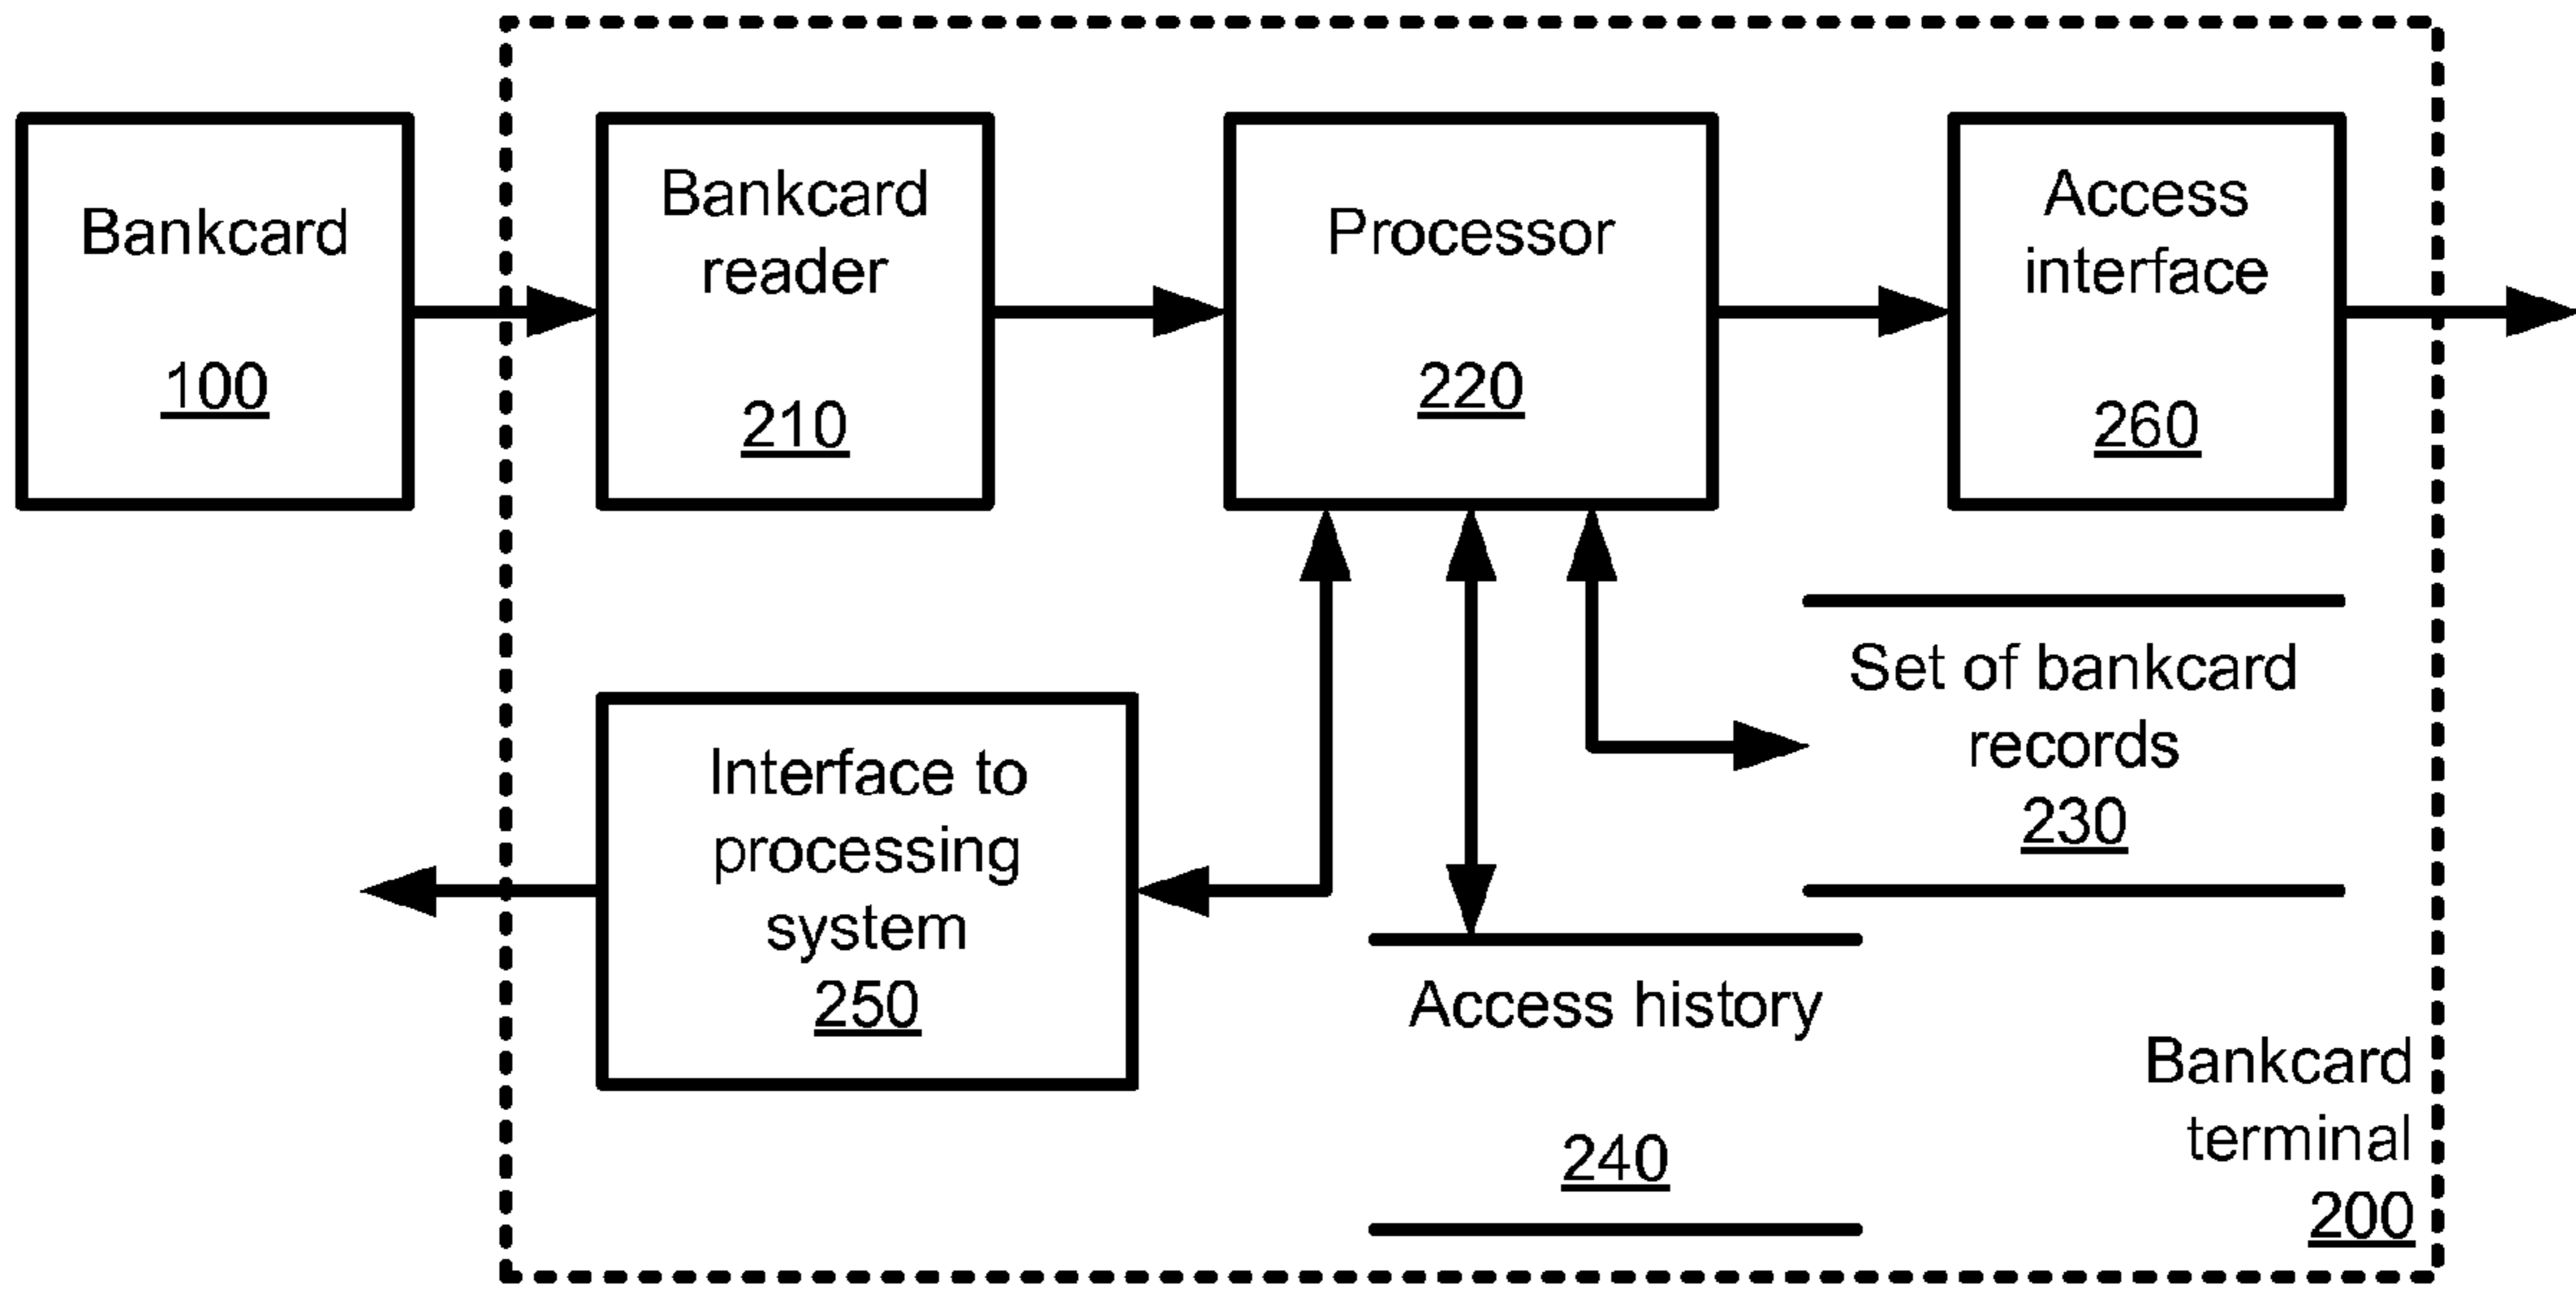 Bankcard
100
Bankcard
reader
210
Processor
220
Access
interface
260
Interface to
processing
system
250
Set of bankcard
records
230
Access history
240
Bankcard
terminal
200